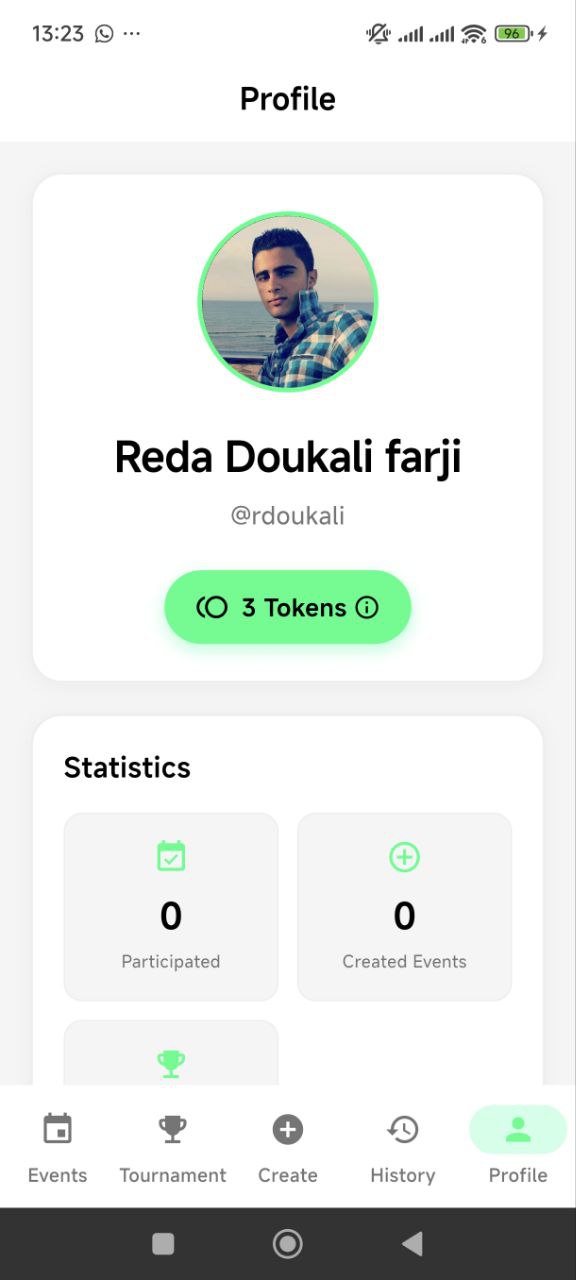 13:23
96
Profile
Reda Doukali farji
@rdoukali
3 Tokens
Statistics
0
Participated
0
Created Events
Events
Tournament
Create
History
Profile